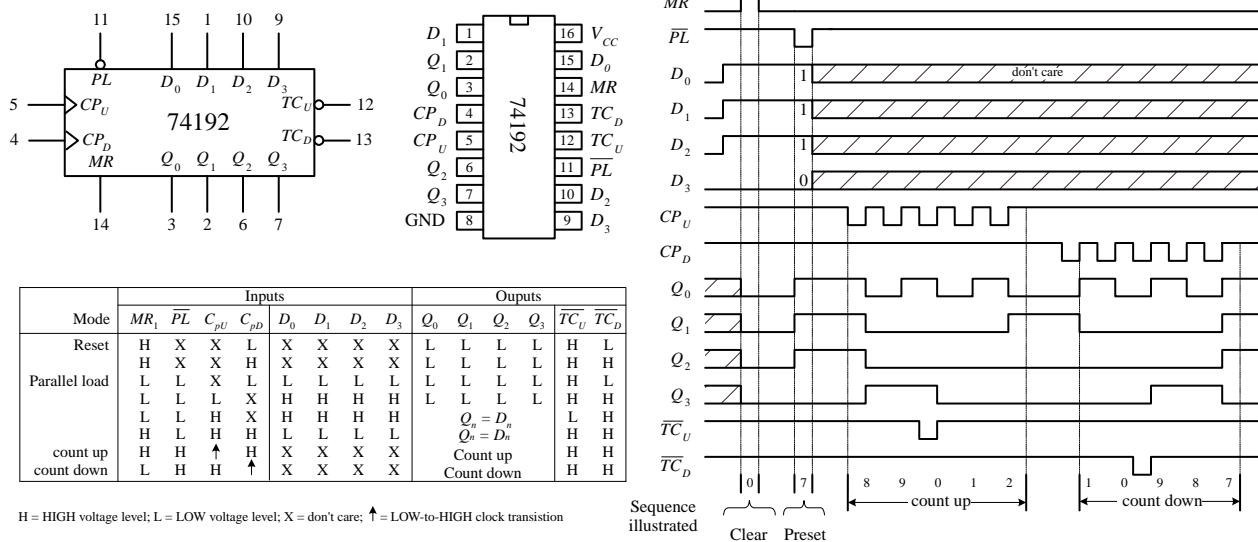 11 15 1 10 9
PL D0 D1 D2 D3
5 CPU TCU 12
74192
4 CPD TCD 13
MR Q0 Q1 Q2 Q3
14 3 2 6 7
D1 1 16 VCC
Q1 2 15 D0
Q0 3 14 MR
CPD 4 13 TCD
CPU 5 12 TCU
Q2 6 11 P̅L̅
Q3 7 10 D2
GND 8 9 D3
74192
Inputs Ouputs
Mode MR1 P̅L̅ CpU CpD D0 D1 D2 D3 Q0 Q1 Q2 Q3 T̅C̅U T̅C̅D
Reset H X X L X X X X L L L L H L
H X X H X X X X L L L L H H
Parallel load L L X L L L L L L L L L H L
L L L X H H H H L L L L H H
L L H X H H H H Qn = Dn L H
H L H H L L L L Qn = Dn H H
count up H H ↑ H X X X X Count up H H
count down L H H ↑ X X X X Count down H H
H = HIGH voltage level; L = LOW voltage level; X = don't care; ↑ = LOW-to-HIGH clock transistion
MR
P̅L̅
D0 1 don't care
D1 1
D2 1
D3 0
CPU
CPD
Q0
Q1
Q2
Q3
T̅C̅U
T̅C̅D
0 7 8 9 0 1 2 1 0 9 8 7
Sequence illustrated
count up count down
Clear Preset